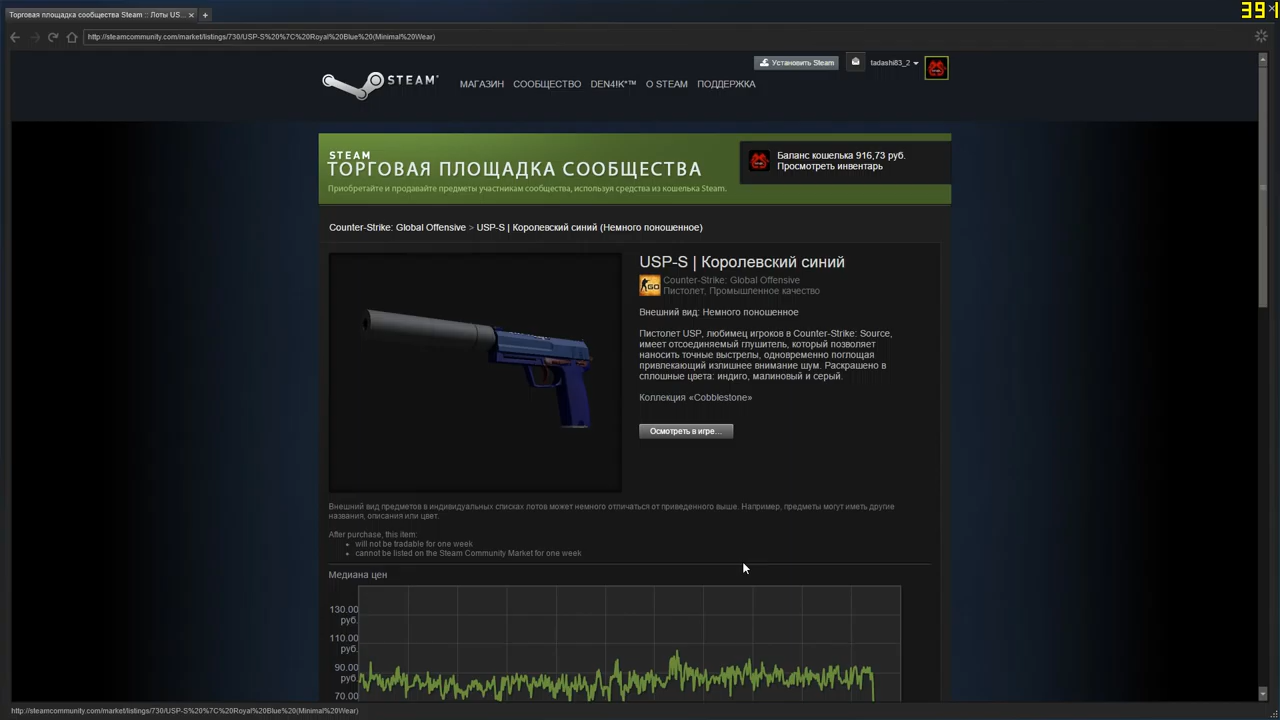 Торговая площадка сообщества Steam :: Лоты US...
391
http://steamcommunity.com/market/listings/730/USP-S%20%7C%20Royal%20Blue%20(Minimal%20Wear)
Установить Steam
tadashi83_2
STEAM
МАГАЗИН СООБЩЕСТВО DEN4!K*™ О STEAM ПОДДЕРЖКА
STEAM
ТОРГОВАЯ ПЛОЩАДКА СООБЩЕСТВА
Приобретайте и продавайте предметы участникам сообщества, используя средства из кошелька Steam.
Баланс кошелька 916,73 руб.
Просмотреть инвентарь
Counter-Strike: Global Offensive > USP-S | Королевский синий (Немного поношенное)
USP-S | Королевский синий
GO
Counter-Strike: Global Offensive
Пистолет, Промышленное качество
Внешний вид: Немного поношенное
Пистолет USP, любимец игроков в Counter-Strike: Source,
имеет отсоединяемый глушитель, который позволяет
наносить точные выстрелы, одновременно поглощая
привлекающий излишнее внимание шум. Раскрашено в
сплошные цвета: индиго, малиновый и серый.
Коллекция «Cobblestone»
Осмотреть в игре...
Внешний вид предметов в индивидуальных списках лотов может немного отличаться от приведенного выше. Например, предметы могут иметь другие
названия, описания или цвет.
After purchase, this item:
will not be tradable for one week
cannot be listed on the Steam Community Market for one week
Медиана цен
130.00
руб.
110.00
руб.
90.00
руб.
70.00
http://steamcommunity.com/market/listings/730/USP-S%20%7C%20Royal%20Blue%20(Minimal%20Wear)